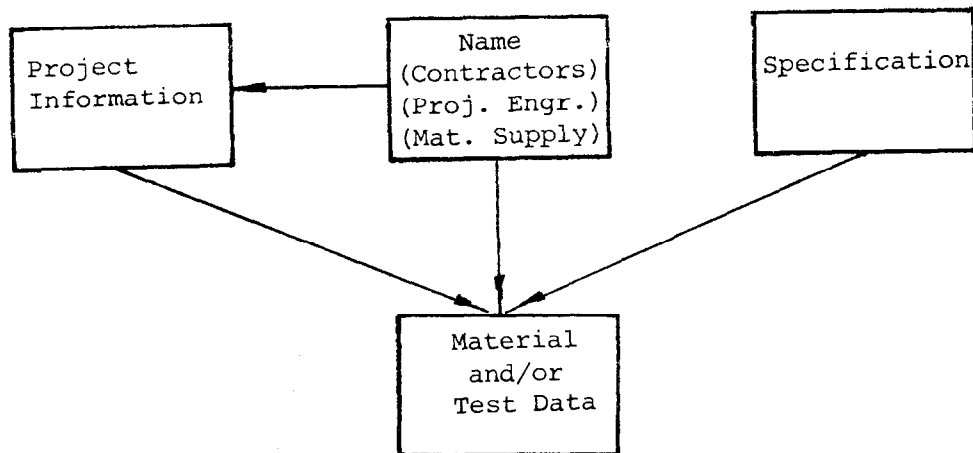 Project
Information
Name
(Contractors)
(Proj. Engr.)
(Mat. Supply)
Specification
Material
and/or
Test Data